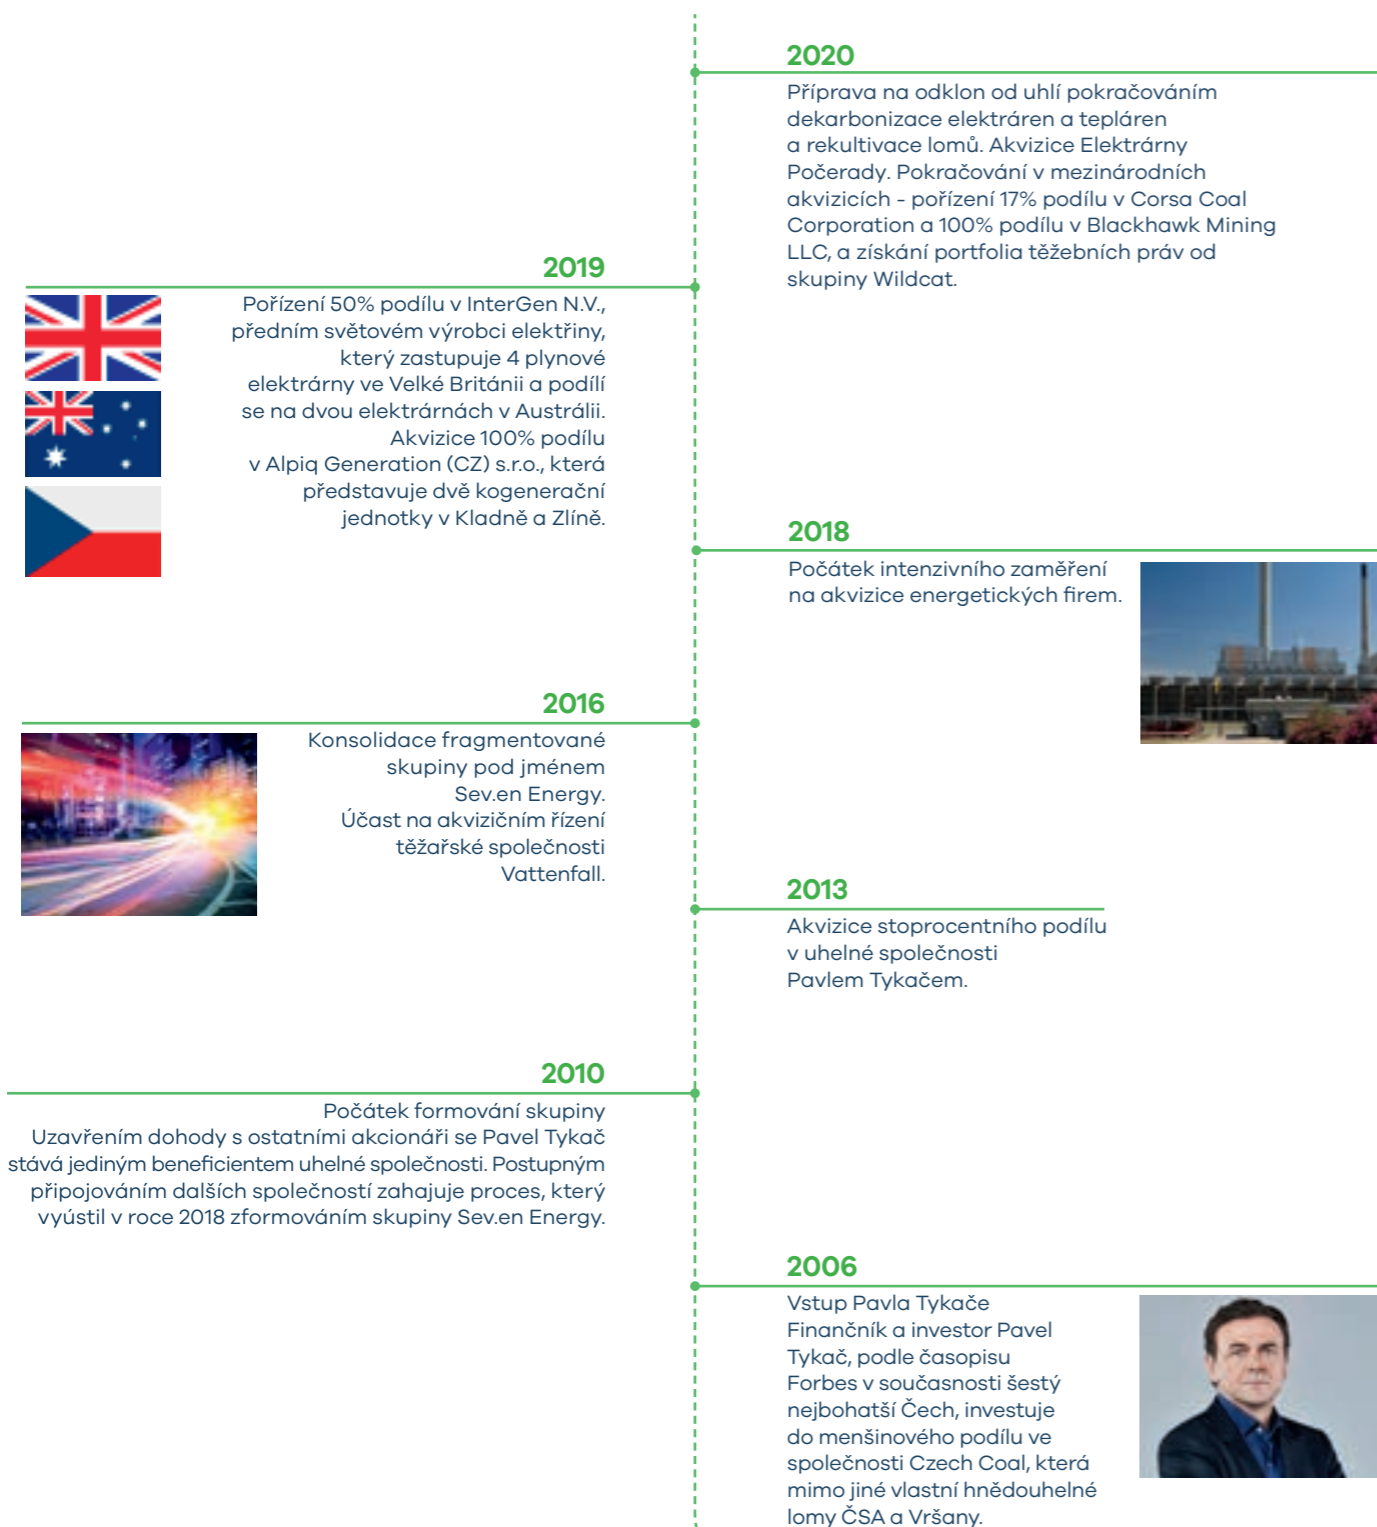 2020
Příprava na odklon od uhlí pokračováním
dekarbonizace elektráren a tepláren
a rekultivace lomů. Akvizice Elektrárny
Počerady. Pokračování v mezinárodních
akvizicích - pořízení 17% podílu v Corsa Coal
Corporation a 100% podílu v Blackhawk Mining
LLC, a získání portfolia těžebních práv od
skupiny Wildcat.
2019
Pořízení 50% podílu v InterGen N.V.,
předním světovém výrobci elektřiny,
který zastupuje 4 plynové
elektrárny ve Velké Británii a podílí
se na dvou elektrárnách v Austrálii.
Akvizice 100% podílu
v Alpiq Generation (CZ) s.r.o., která
představuje dvě kogenerační
jednotky v Kladně a Zlíně.
2018
Počátek intenzivního zaměření
na akvizice energetických firem.
2016
Konsolidace fragmentované
skupiny pod jménem
Sev.en Energy.
Účast na akvizičním řízení
těžařské společnosti
Vattenfall.
2013
Akvizice stoprocentního podílu
v uhelné společnosti
Pavlem Tykačem.
2010
Počátek formování skupiny
Uzavřením dohody s ostatními akcionáři se Pavel Tykač
stává jediným beneficientem uhelné společnosti. Postupným
připojováním dalších společností zahajuje proces, který
vyústil v roce 2018 zformováním skupiny Sev.en Energy.
2006
Vstup Pavla Tykače
Finančník a investor Pavel
Tykač, podle časopisu
Forbes v současnosti šestý
nejbohatší Čech, investuje
do menšinového podílu ve
společnosti Czech Coal, která
mimo jiné vlastní hnědouhelné
lomy ČSA a Vršany.